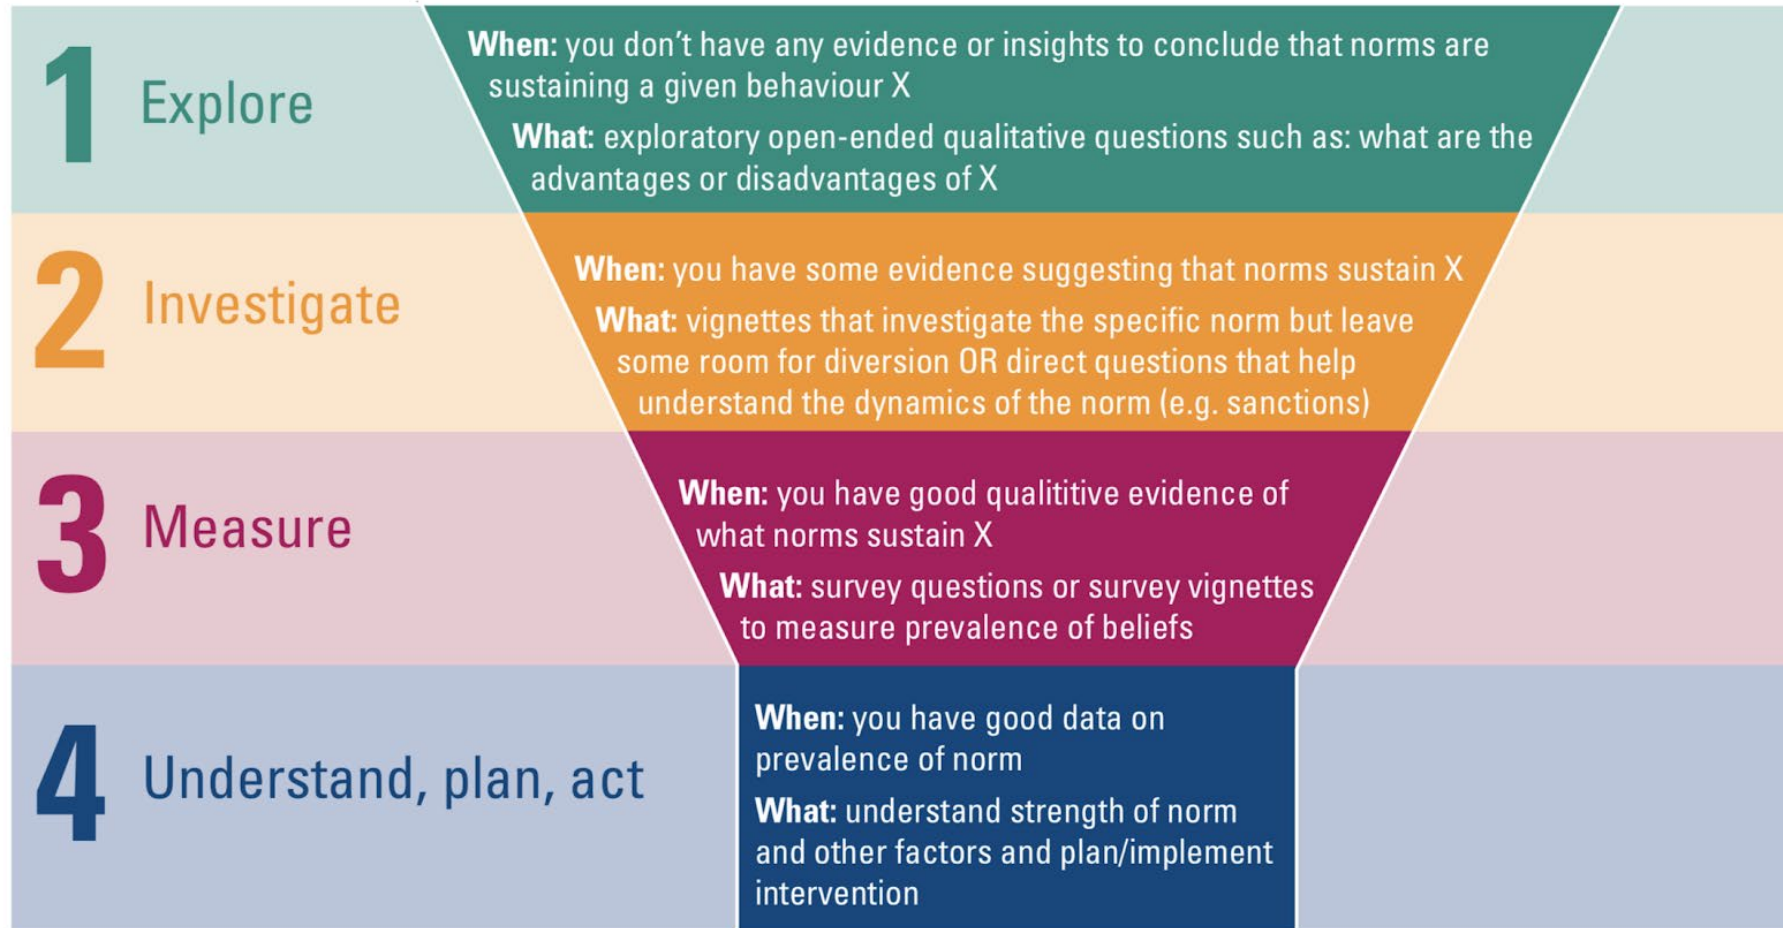 1 Explore
When: you don't have any evidence or insights to conclude that norms are
sustaining a given behaviour X
What: exploratory open-ended qualitative questions such as: what are the
advantages or disadvantages of X
2 Investigate
When: you have some evidence suggesting that norms sustain X
What: vignettes that investigate the specific norm but leave
some room for diversion OR direct questions that help
understand the dynamics of the norm (e.g. sanctions)
3 Measure
When: you have good qualititive evidence of
what norms sustain X
What: survey questions or survey vignettes
to measure prevalence of beliefs
4 Understand, plan, act
When: you have good data on
prevalence of norm
What: understand strength of norm
and other factors and plan/implement
intervention